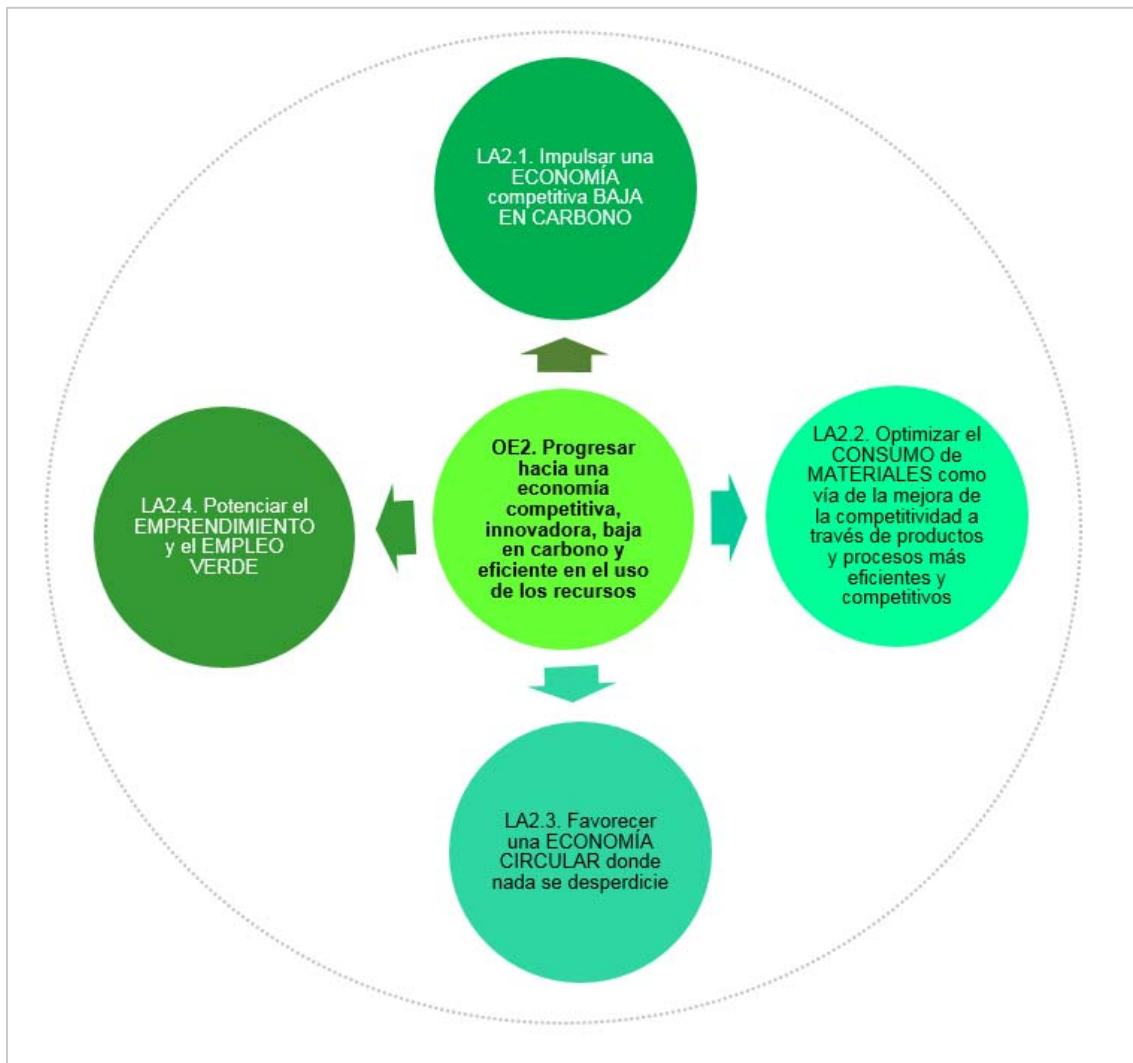 LA2.1. Impulsar una
ECONOMÍA
competitiva BAJA
EN CARBONO
OE2. Progresar
hacia una
economía
competitiva,
innovadora, baja
en carbono y
eficiente en el uso
de los recursos
LA2.2. Optimizar el
CONSUMO de
MATERIALES como
vía de la mejora de
la competitividad a
través de productos
y procesos más
eficientes y
competitivos
LA2.3. Favorecer
una ECONOMÍA
CIRCULAR donde
nada se desperdicie
LA2.4. Potenciar el
EMPRENDIMIENTO
y el EMPLEO
VERDE